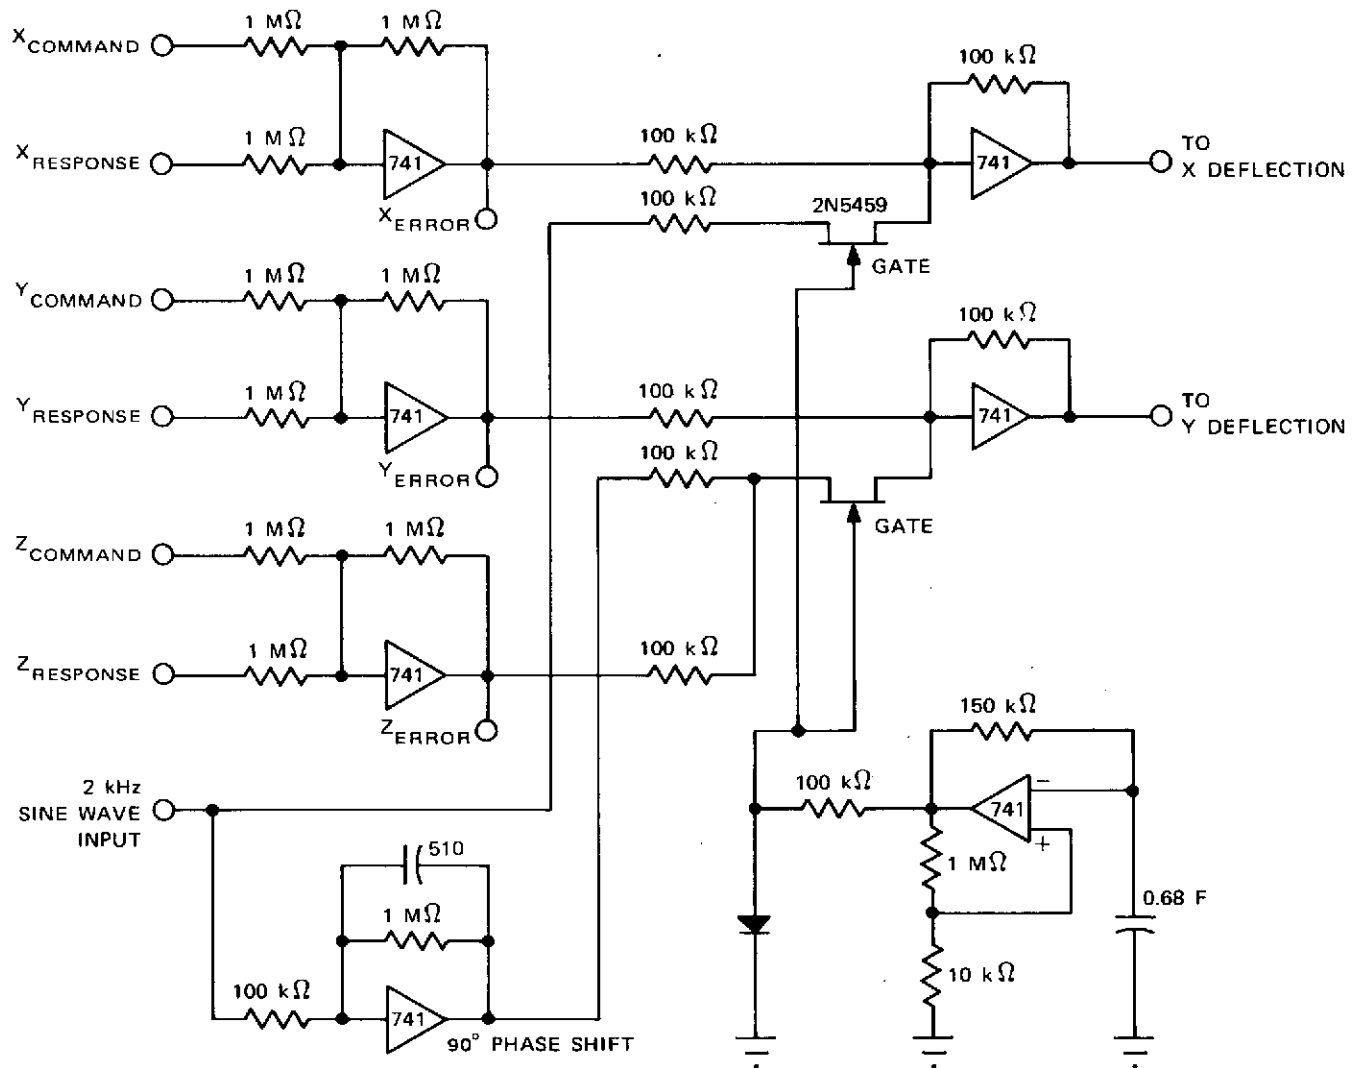 1 MΩ
1 MΩ
X COMMAND
100 kΩ
1 MΩ
X RESPONSE
741
100 kΩ
741
TO
X DEFLECTION
X ERROR
100 kΩ
2N5459
GATE
1 MΩ
1 MΩ
Y COMMAND
100 kΩ
1 MΩ
Y RESPONSE
741
100 kΩ
741
TO
Y DEFLECTION
Y ERROR
100 kΩ
GATE
1 MΩ
1 MΩ
Z COMMAND
1 MΩ
Z RESPONSE
741
100 kΩ
Z ERROR
150 kΩ
2 kHz
SINE WAVE
INPUT
100 kΩ
741
−
+
1 MΩ
510
1 MΩ
0.68 F
10 kΩ
100 kΩ
741
90° PHASE SHIFT